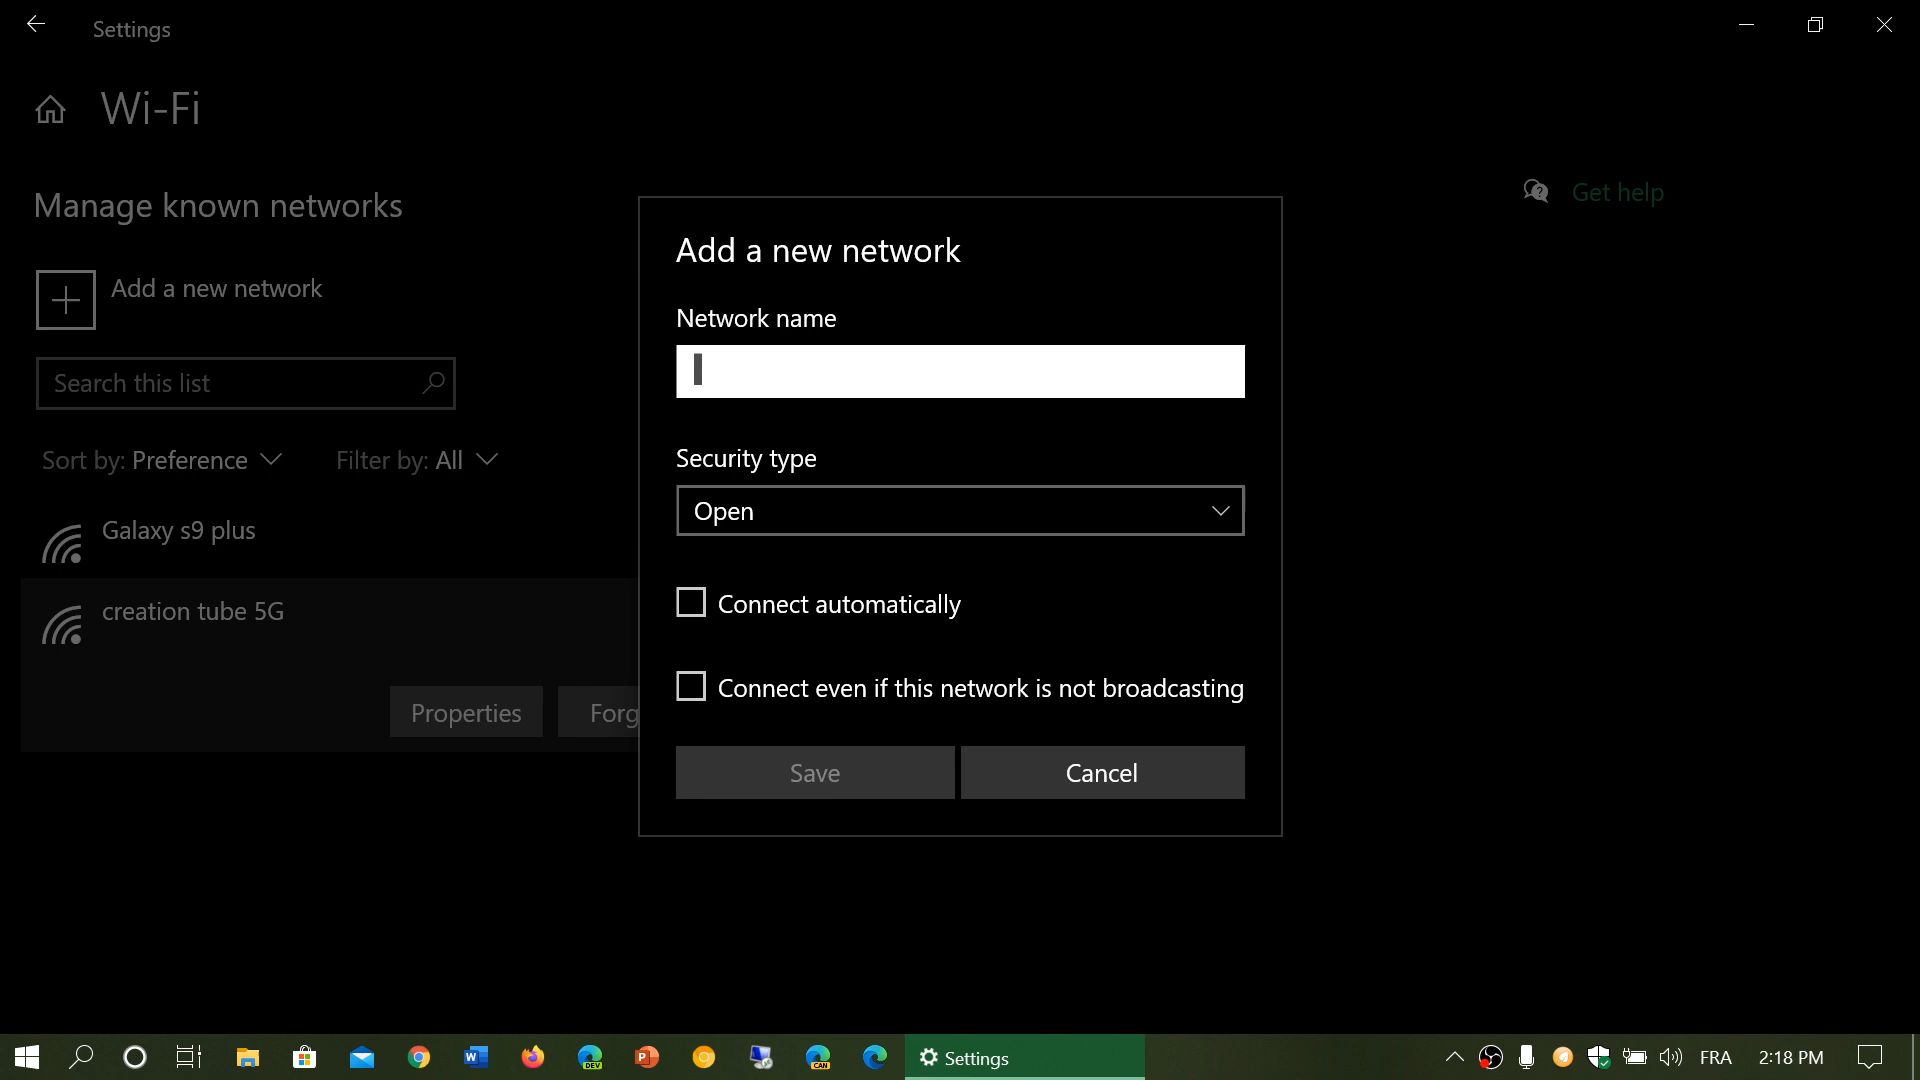 Settings
Wi-Fi
Manage known networks
Get help
Add a new network
Search this list
Sort by: Preference Filter by: All
Galaxy s9 plus
creation tube 5G
Properties Forg
Add a new network
Network name
Security type
Open
Connect automatically
Connect even if this network is not broadcasting
Save Cancel
W DEV P CAN Settings FRA 2:18 PM